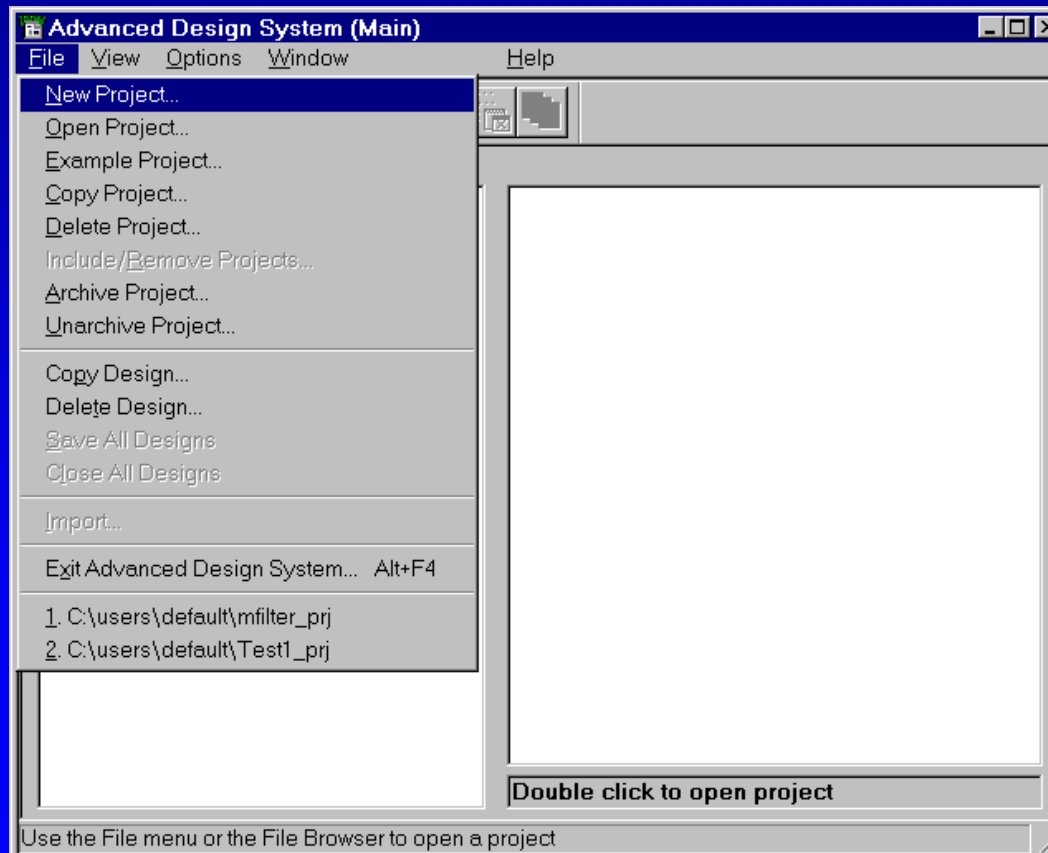 Advanced Design System (Main)
File View Options Window Help
New Project...
Open Project...
Example Project...
Copy Project...
Delete Project...
Include/Remove Projects...
Archive Project...
Unarchive Project...
Copy Design...
Delete Design...
Save All Designs
Close All Designs
Import...
Exit Advanced Design System... Alt+F4
1. C:\users\default\mfilter_prj
2. C:\users\default\Test1_prj
Double click to open project
Use the File menu or the File Browser to open a project